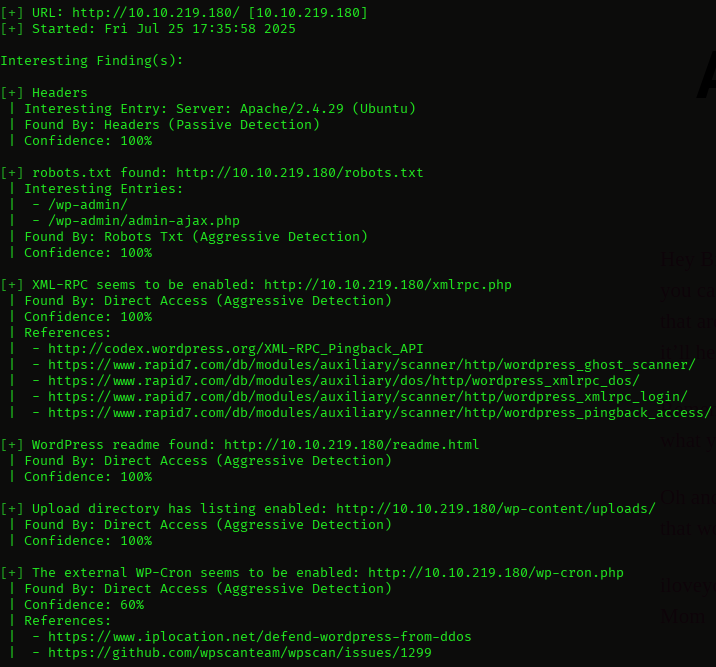 [+] URL: http://10.10.219.180/ [10.10.219.180]
[+] Started: Fri Jul 25 17:35:58 2025
Interesting Finding(s):
[+] Headers
| Interesting Entry: Server: Apache/2.4.29 (Ubuntu)
| Found By: Headers (Passive Detection)
| Confidence: 100%
[+] robots.txt found: http://10.10.219.180/robots.txt
| Interesting Entries:
|  - /wp-admin/
|  - /wp-admin/admin-ajax.php
| Found By: Robots Txt (Aggressive Detection)
| Confidence: 100%
[+] XML-RPC seems to be enabled: http://10.10.219.180/xmlrpc.php
| Found By: Direct Access (Aggressive Detection)
| Confidence: 100%
| References:
|  - http://codex.wordpress.org/XML-RPC_Pingback_API
|  - https://www.rapid7.com/db/modules/auxiliary/scanner/http/wordpress_ghost_scanner/
|  - https://www.rapid7.com/db/modules/auxiliary/dos/http/wordpress_xmlrpc_dos/
|  - https://www.rapid7.com/db/modules/auxiliary/scanner/http/wordpress_xmlrpc_login/
|  - https://www.rapid7.com/db/modules/auxiliary/scanner/http/wordpress_pingback_access/
[+] WordPress readme found: http://10.10.219.180/readme.html
| Found By: Direct Access (Aggressive Detection)
| Confidence: 100%
[+] Upload directory has listing enabled: http://10.10.219.180/wp-content/uploads/
| Found By: Direct Access (Aggressive Detection)
| Confidence: 100%
[+] The external WP-Cron seems to be enabled: http://10.10.219.180/wp-cron.php
| Found By: Direct Access (Aggressive Detection)
| Confidence: 60%
| References:
|  - https://www.iplocation.net/defend-wordpress-from-ddos
|  - https://github.com/wpscanteam/wpscan/issues/1299
Hey
Mom